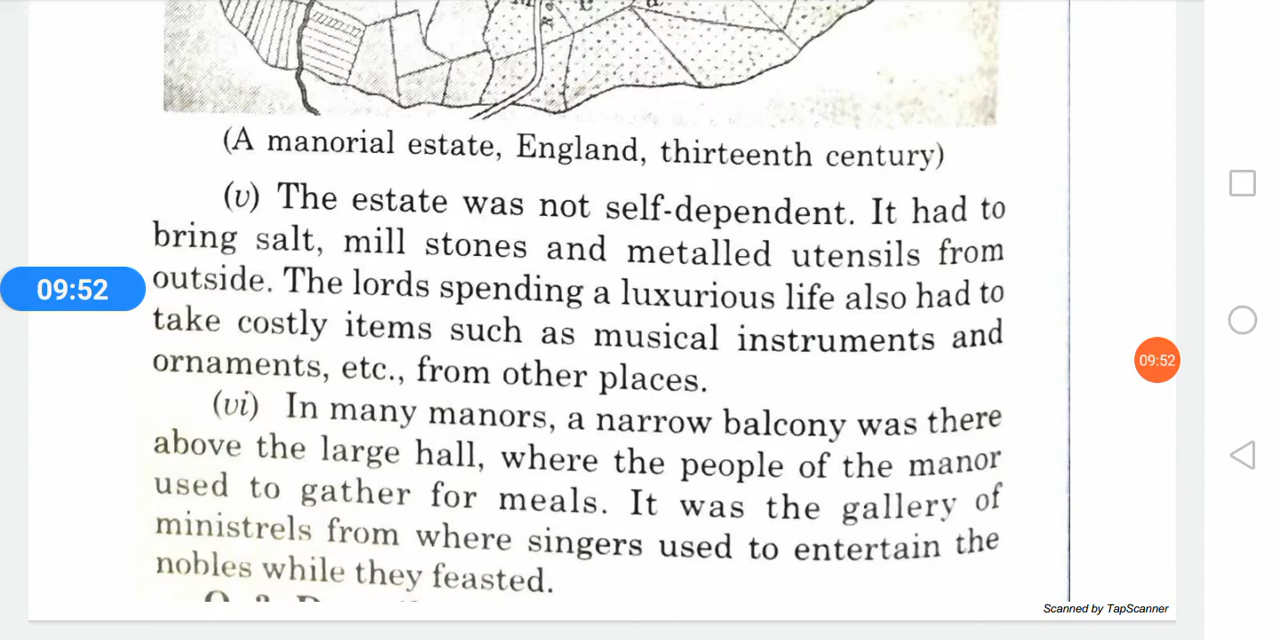 (A manorial estate, England, thirteenth century)
(v) The estate was not self-dependent. It had to
bring salt, mill stones and metalled utensils from
09:52
outside. The lords spending a luxurious life also had to
take costly items such as musical instruments and
09:52
ornaments, etc., from other places.
(vi) In many manors, a narrow balcony was there
above the large hall, where the people of the manor
used to gather for meals. It was the gallery of
ministrels from where singers used to entertain the
nobles while they feasted.
Scanned by TapScanner